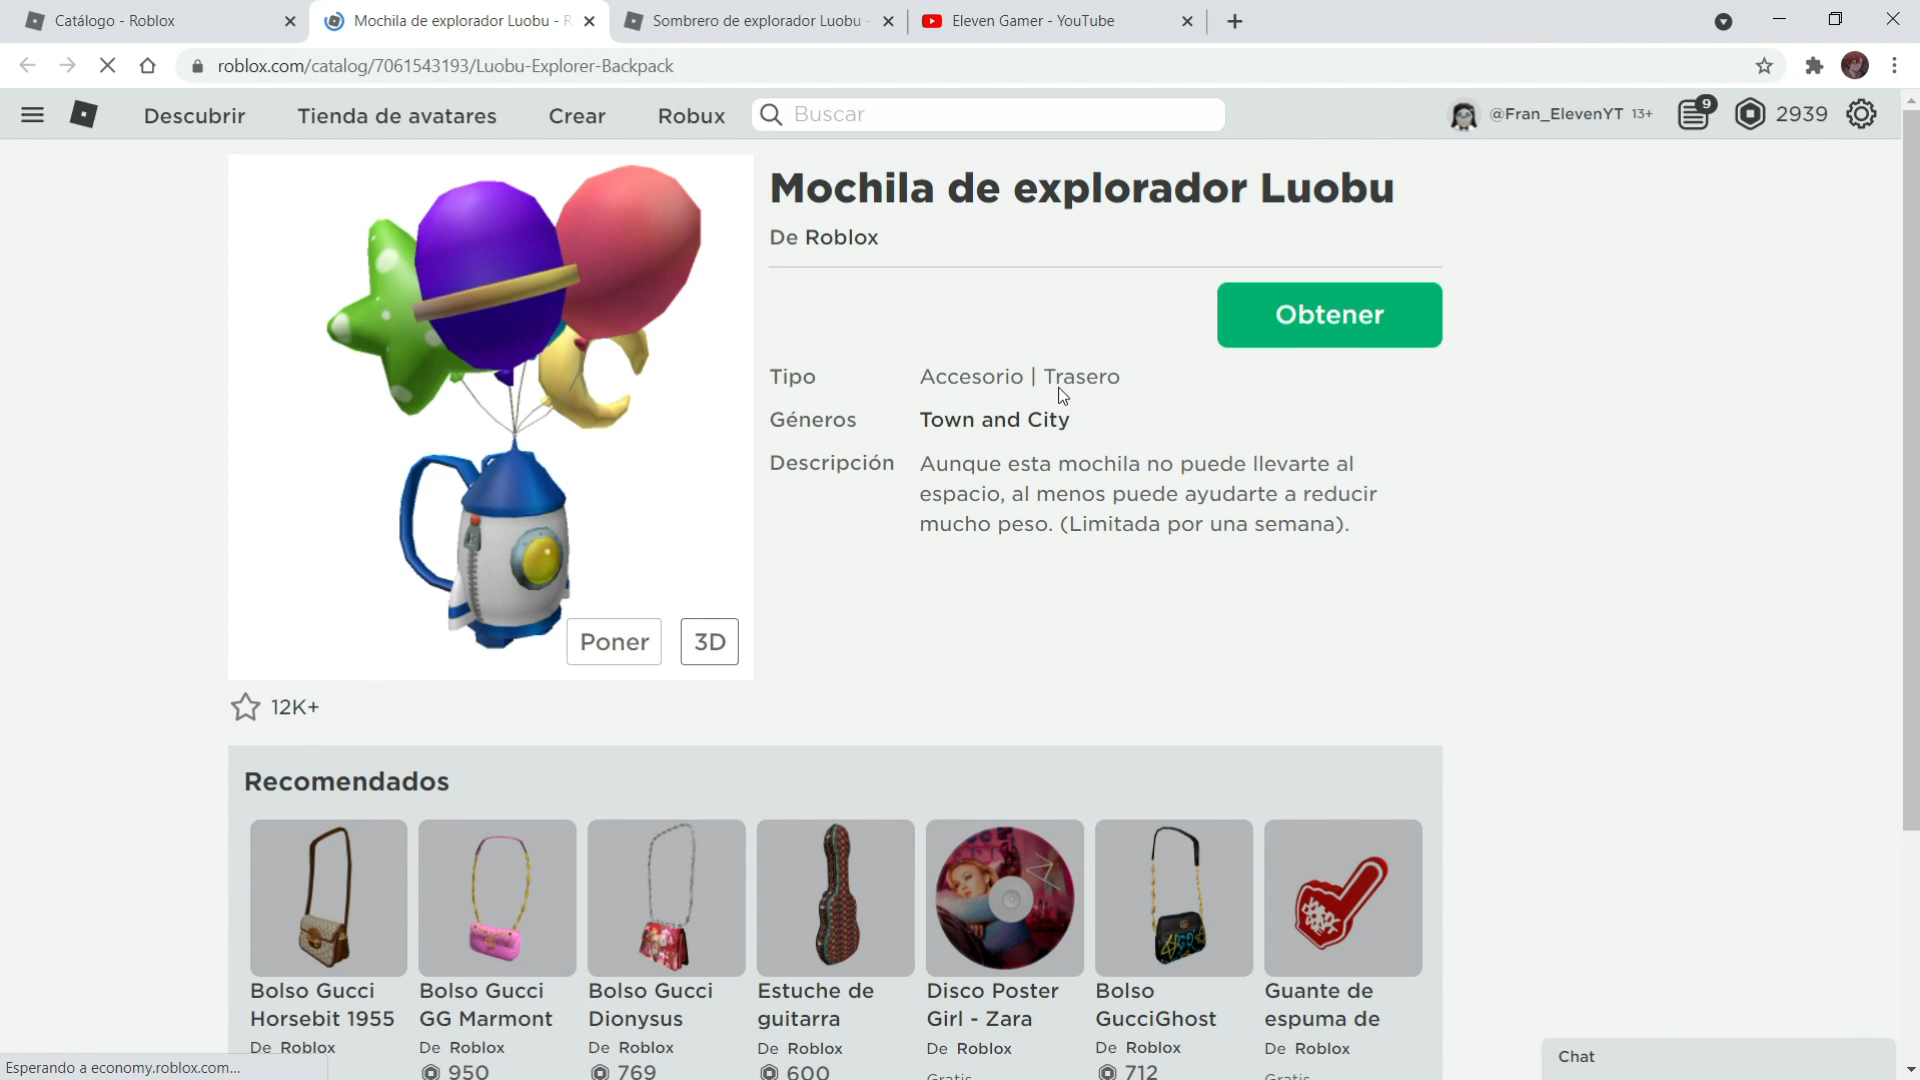 Catálogo - Roblox
Mochila de explorador Luobu - R
Sombrero de explorador Luobu -
Eleven Gamer - YouTube
roblox.com/catalog/7061543193/Luobu-Explorer-Backpack
Descubrir
Tienda de avatares
Crear
Robux
Buscar
@Fran_ElevenYT 13+
9
2939
Mochila de explorador Luobu
De Roblox
Obtener
Tipo
Accesorio | Trasero
Géneros
Town and City
Descripción
Aunque esta mochila no puede llevarte al
espacio, al menos puede ayudarte a reducir
mucho peso. (Limitada por una semana).
Poner
3D
12K+
Recomendados
Bolso Gucci
Horsebit 1955
De Roblox
Bolso Gucci
GG Marmont
De Roblox
950
Bolso Gucci
Dionysus
De Roblox
769
Estuche de
guitarra
De Roblox
600
Disco Poster
Girl - Zara
De Roblox
Gratis
Bolso
GucciGhost
De Roblox
712
Guante de
espuma de
De Roblox
Gratis
Chat
Esperando a economy.roblox.com...